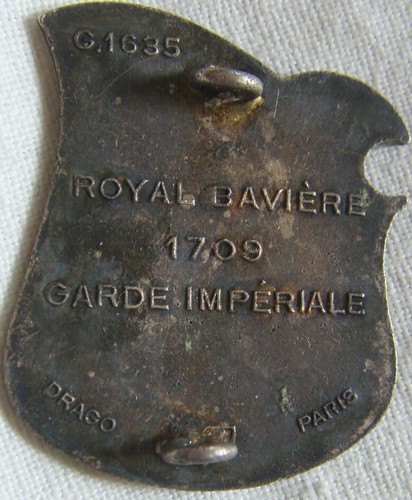 G.1635
ROYAL BAVIÈRE
1709
GARDE IMPÉRIALE
DRAGO PARIS